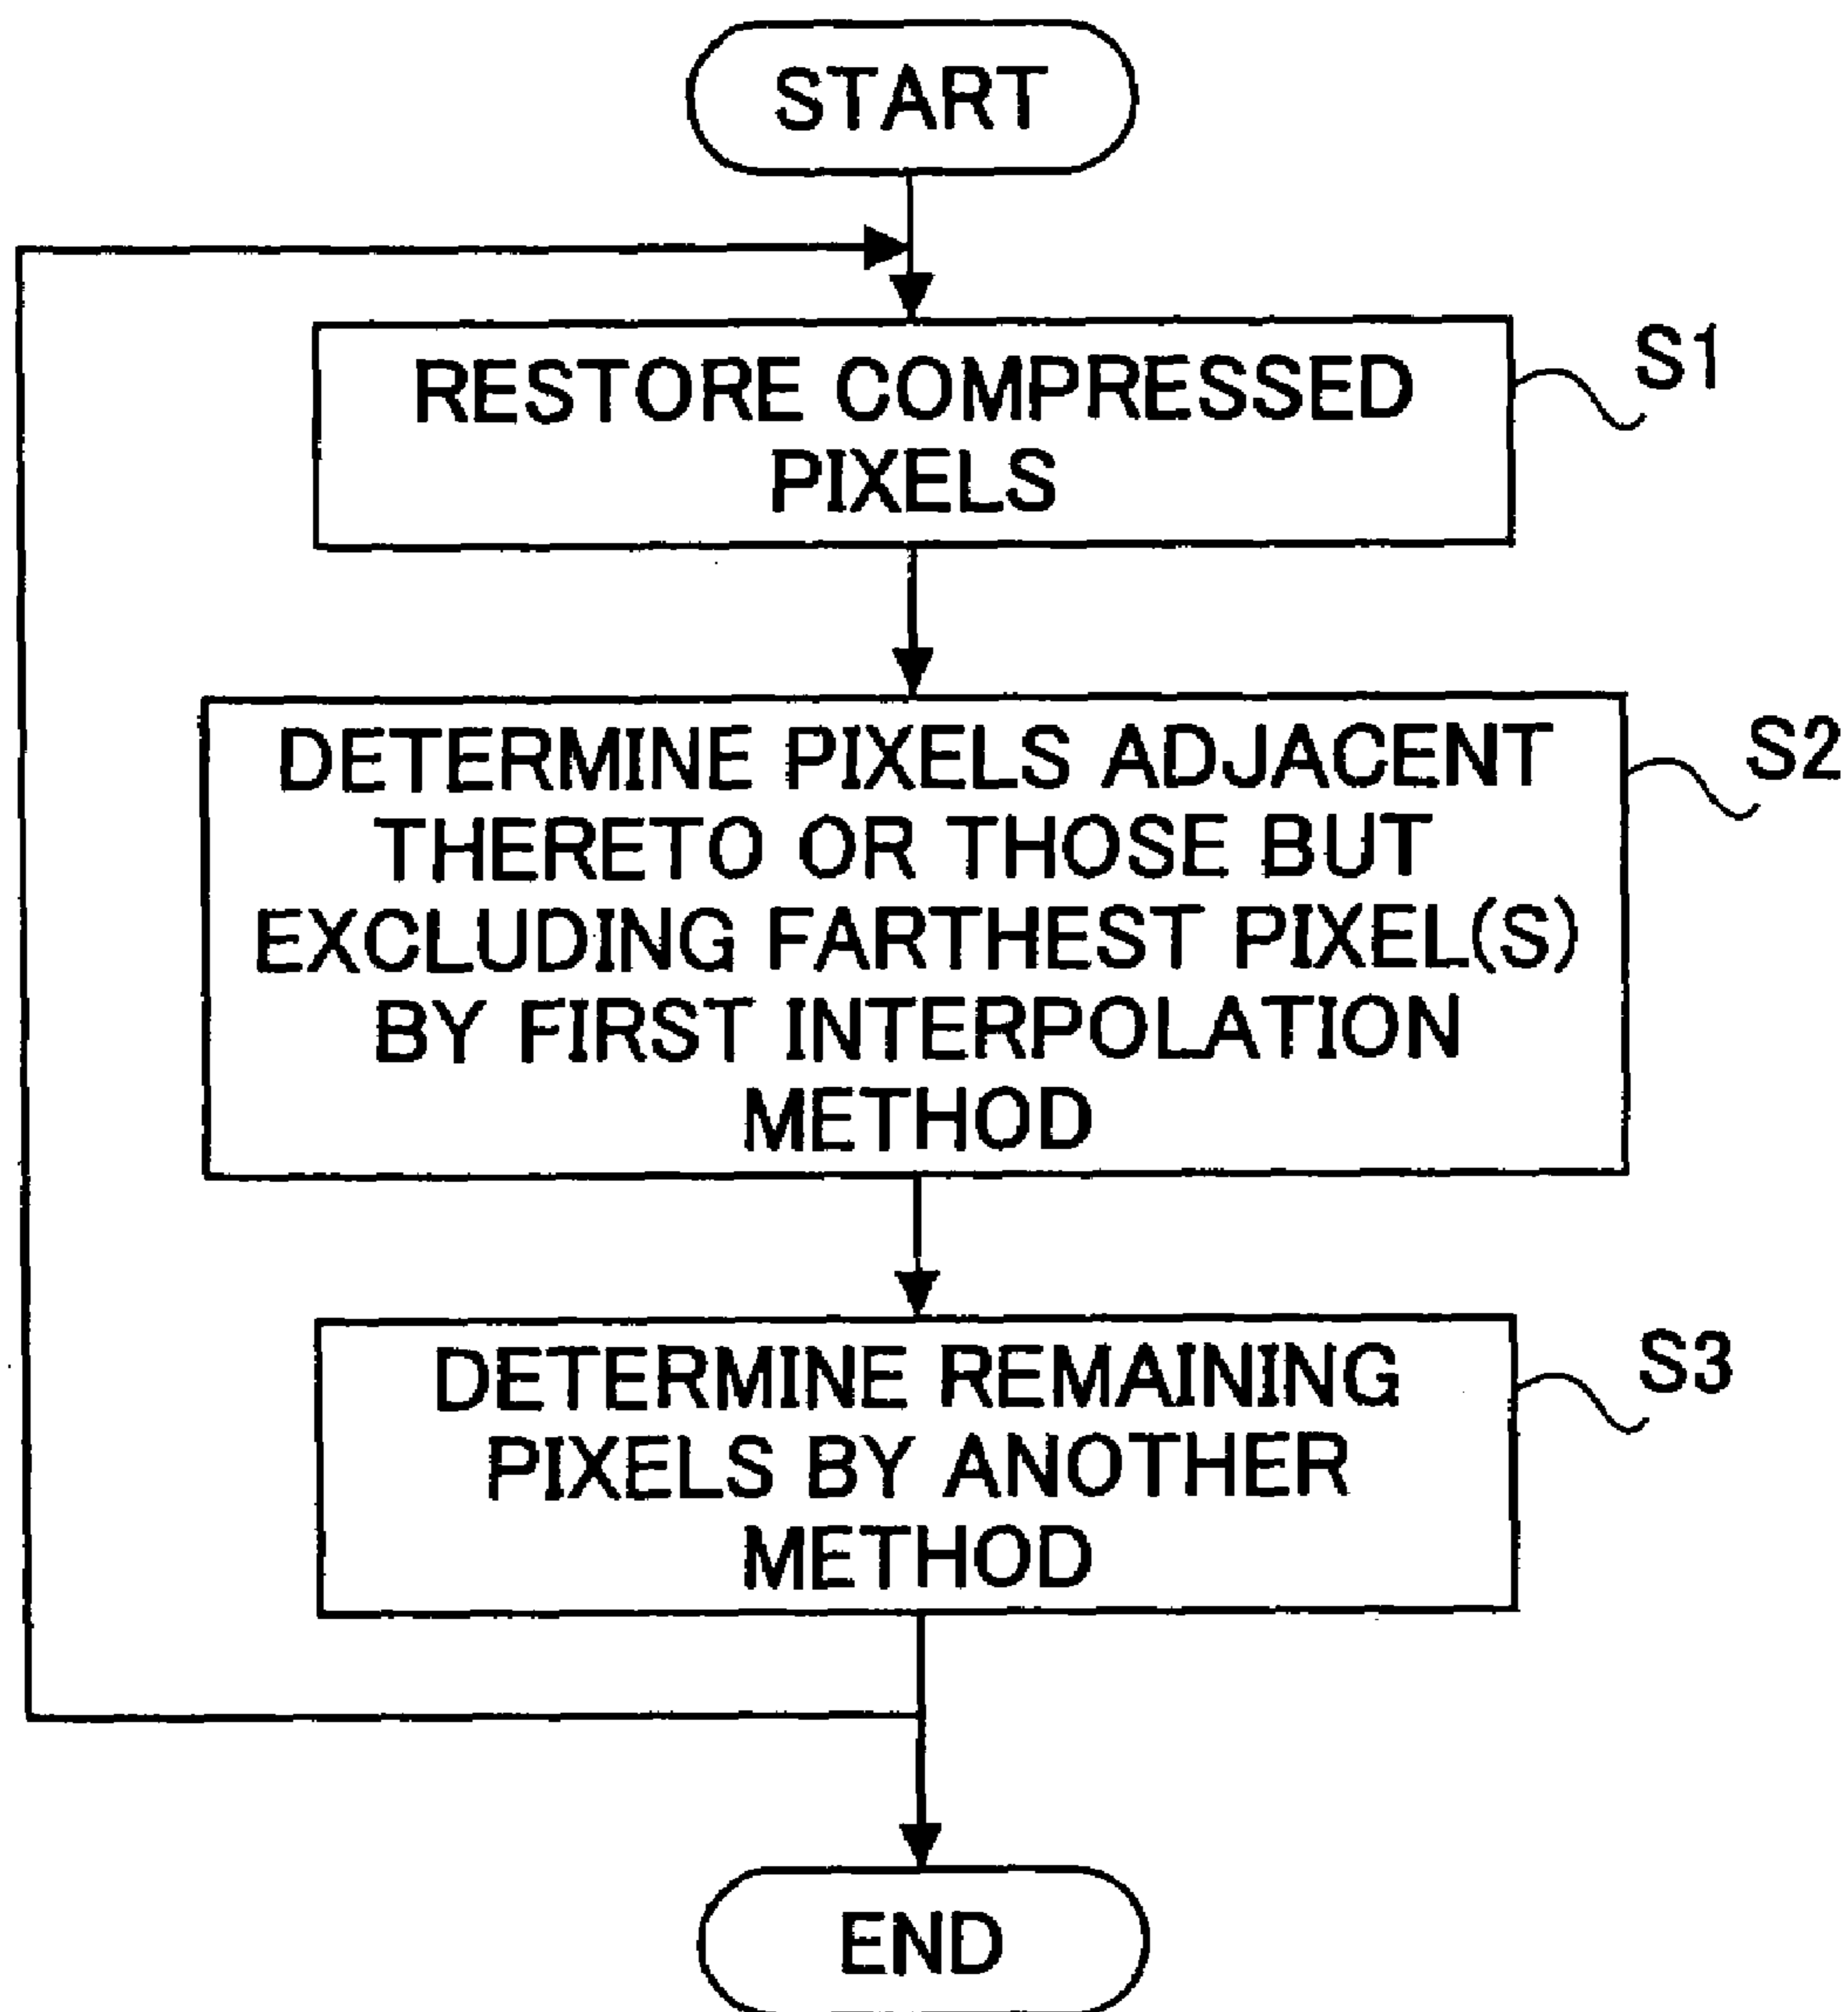 START
RESTORE COMPRESSED
PIXELS
S1
DETERMINE PIXELS ADJACENT
THERETO OR THOSE BUT
EXCLUDING FARTHEST PIXEL(S)
BY FIRST INTERPOLATION
METHOD
S2
DETERMINE REMAINING
PIXELS BY ANOTHER
METHOD
S3
END